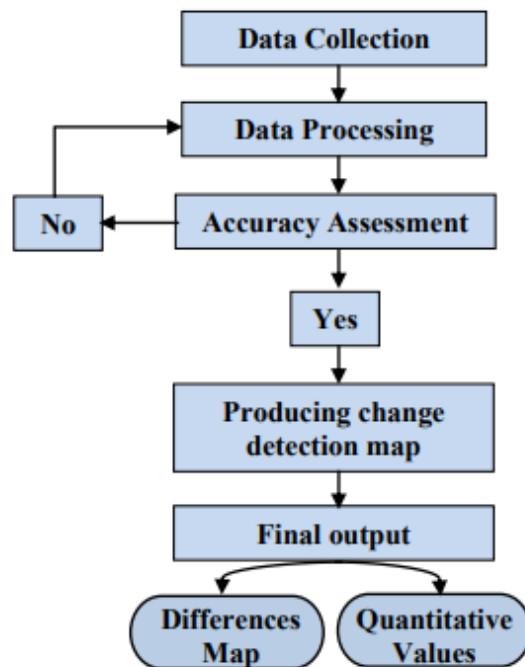 Data Collection
Data Processing
No
Accuracy Assessment
Yes
Producing change
detection map
Final output
Differences
Map
Quantitative
Values